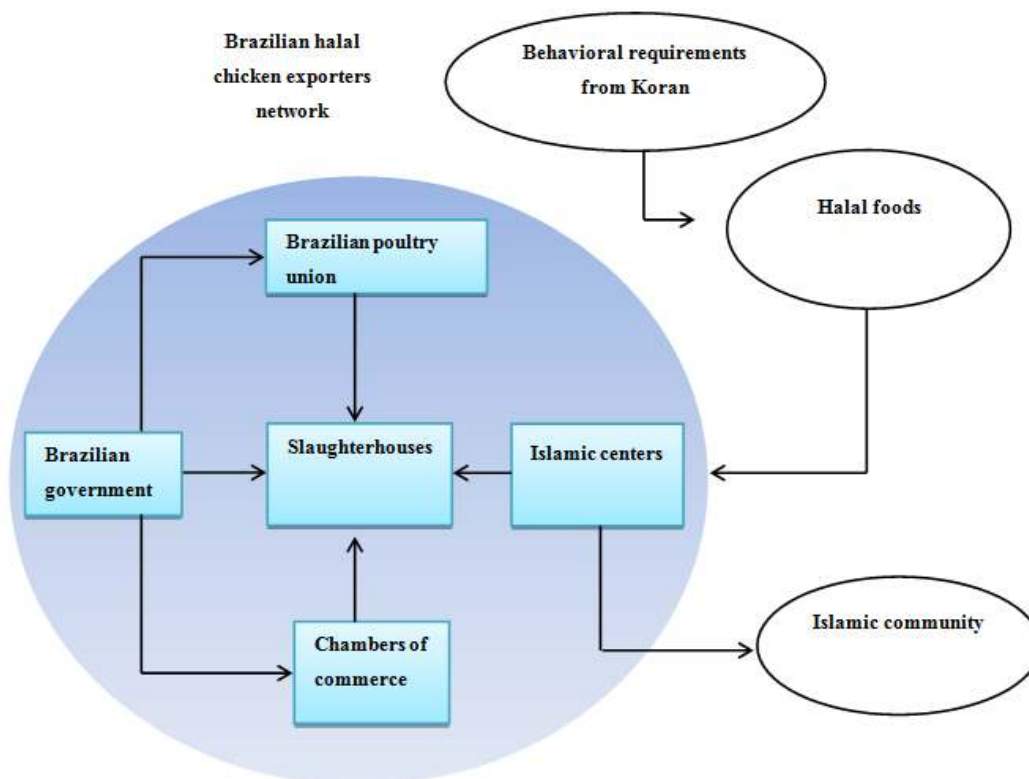 Brazilian halal
chicken exporters
network
Behavioral requirements
from Koran
Halal foods
Brazilian poultry
union
Brazilian
government
Slaughterhouses
Islamic centers
Chambers of
commerce
Islamic community